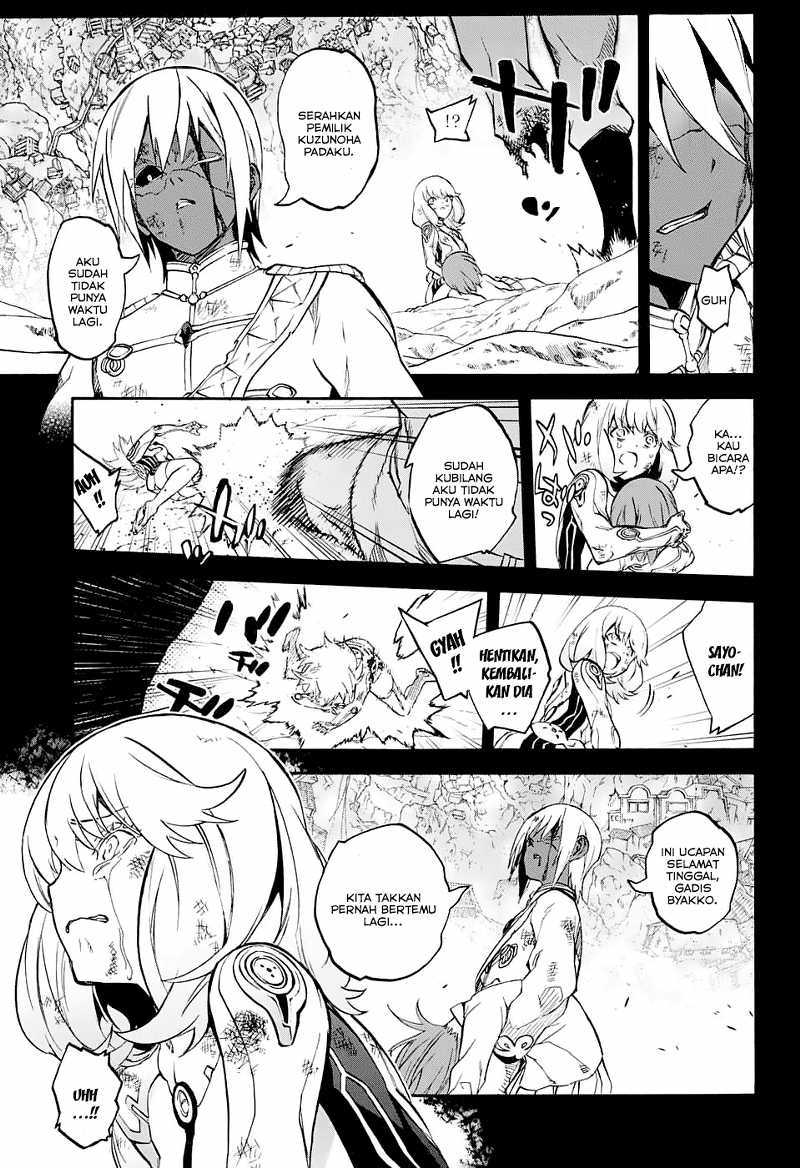 GUH
!?
SERAHKAN
PEMILIK
KUZUNOHA
PADAKU.
AKU
SUDAH
TIDAK
PUNYA
WAKTU
LAGI.
KA...
KAU
BICARA
APA!?
SUDAH
KUBILANG
AKU TIDAK
PUNYA WAKTU
LAGI!
AUH
!!
SAYO-
CHAN!
HENTIKAN,
KEMBALI-
KAN DIA
...
GYAH
!!
INI UCAPAN
SELAMAT
TINGGAL,
GADIS
BYAKKO.
KITA TAKKAN
PERNAH BERTEMU
LAGI...
UHH
...!!